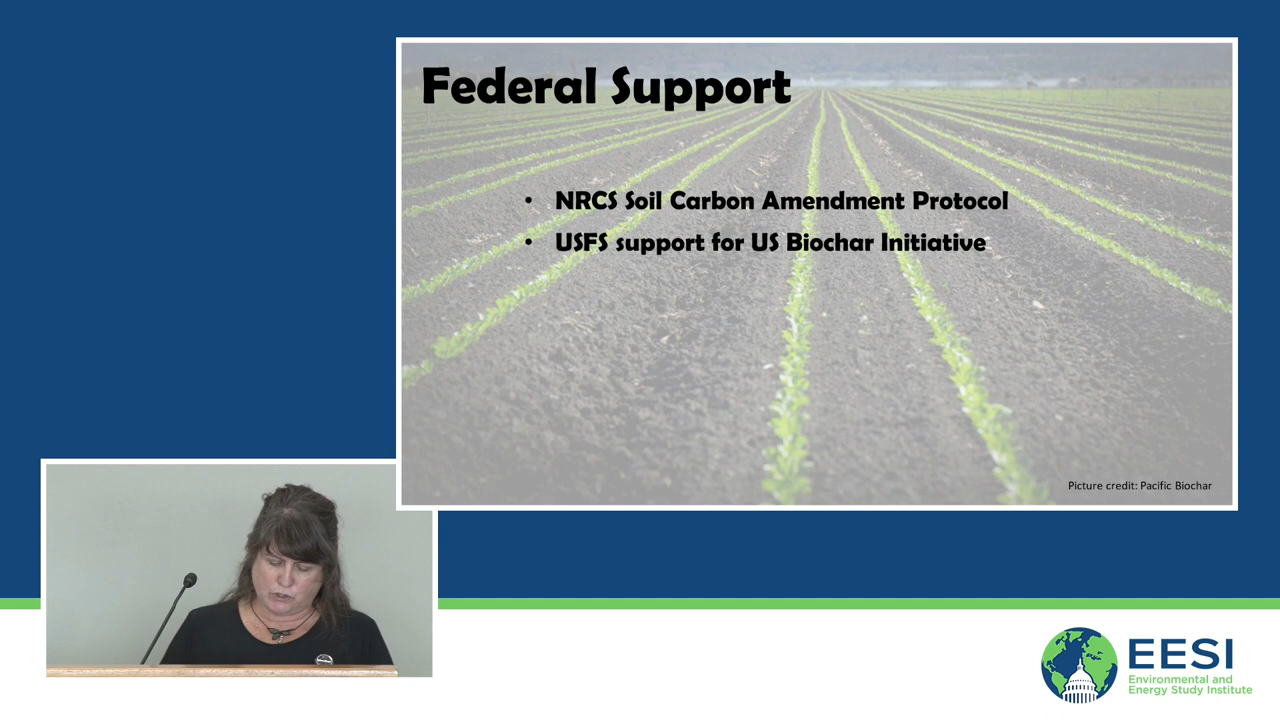 Federal Support
• NRCS Soil Carbon Amendment Protocol
• USFS support for US Biochar Initiative
Picture credit: Pacific Biochar
EESI
Environmental and
Energy Study Institute